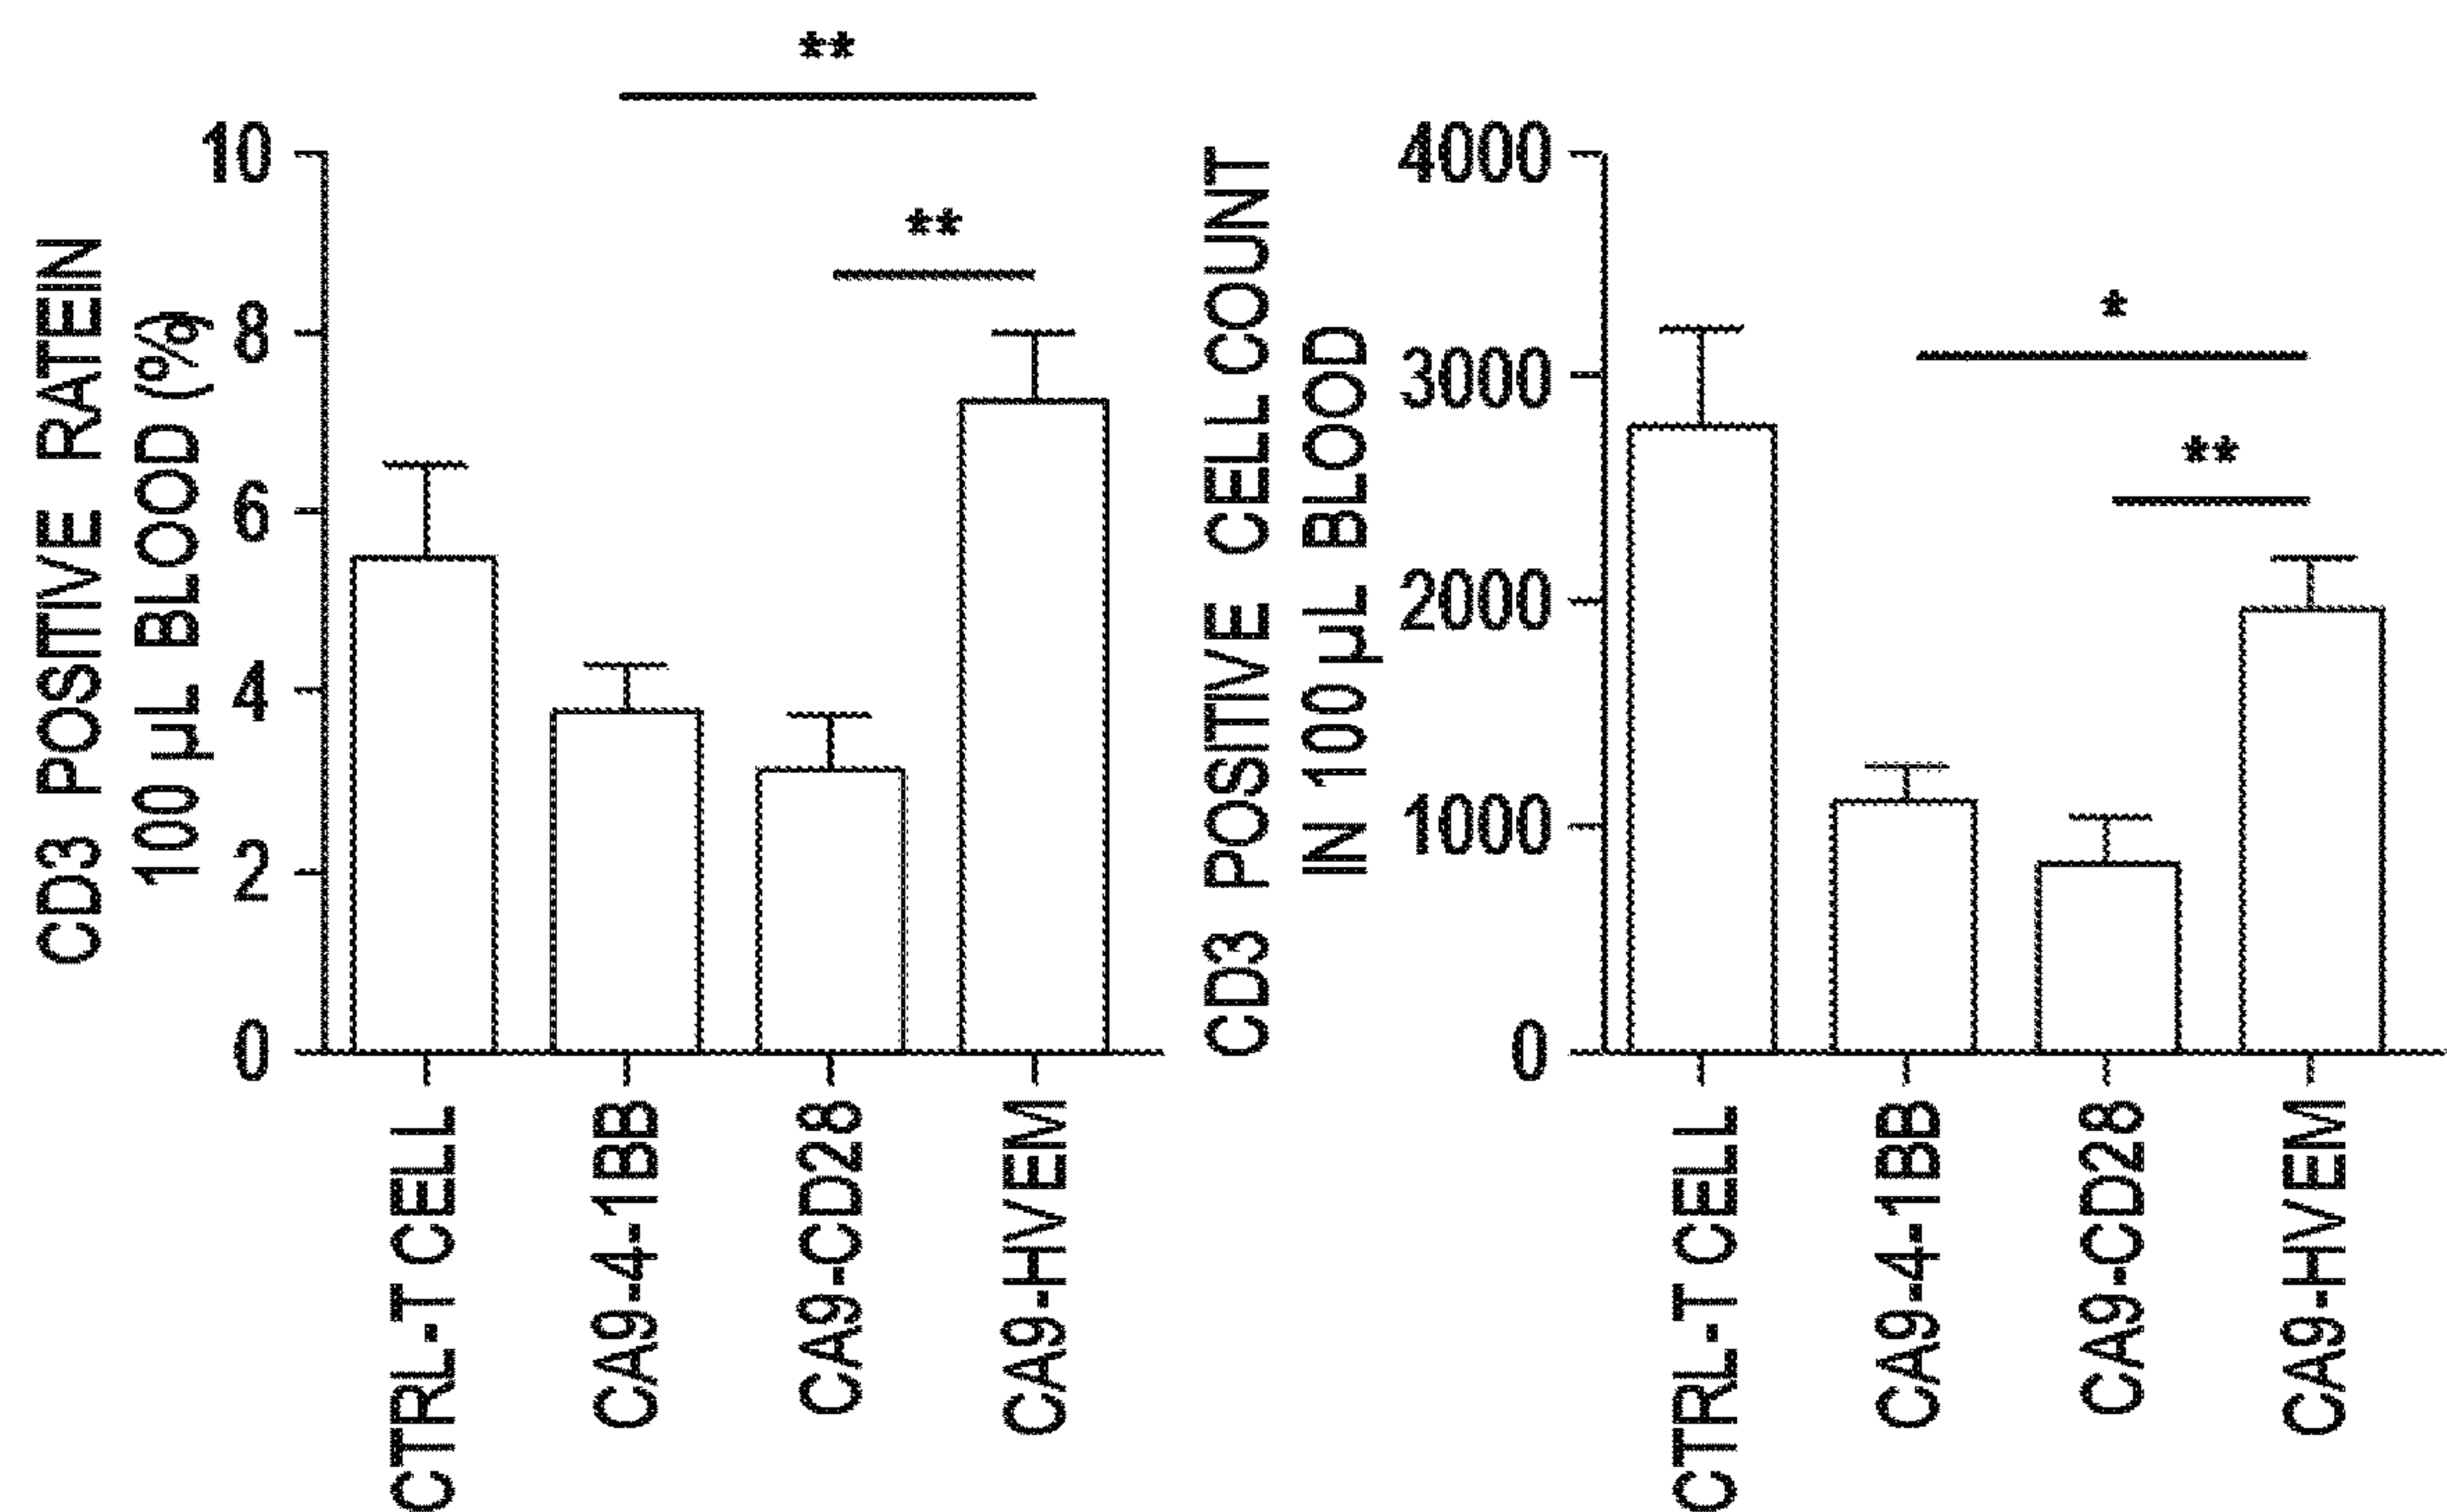 **
**
CD3 POSITIVE RATEIN
100 µL BLOOD (%)
10
8
6
4
2
0
CTRL-T CELL
CA9-4-1BB
CA9-CD28
CA9-HVEM
*
**
CD3 POSITIVE CELL COUNT
IN 100 µL BLOOD
4000
3000
2000
1000
0
CTRL-T CELL
CA9-4-1BB
CA9-CD28
CA9-HVEM